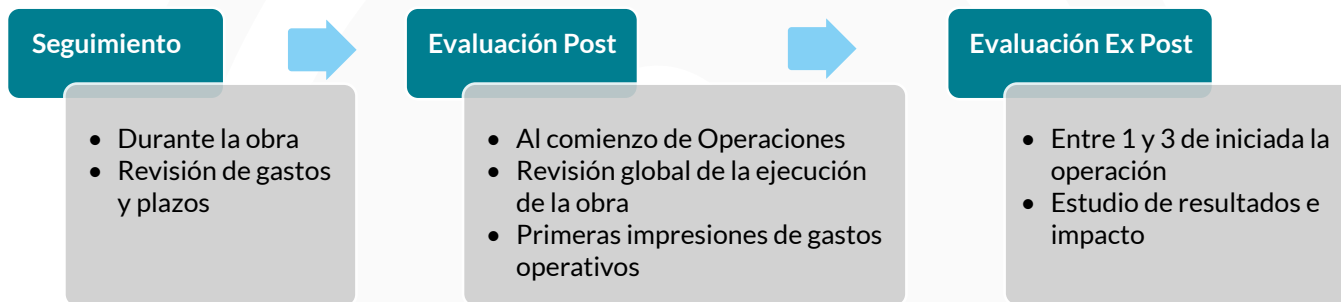 Seguimiento
• Durante la obra
• Revisión de gastos
y plazos
Evaluación Post
• Al comienzo de Operaciones
• Revisión global de la ejecución
de la obra
• Primeras impresiones de gastos
operativos
Evaluación Ex Post
• Entre 1 y 3 de iniciada la
operación
• Estudio de resultados e
impacto